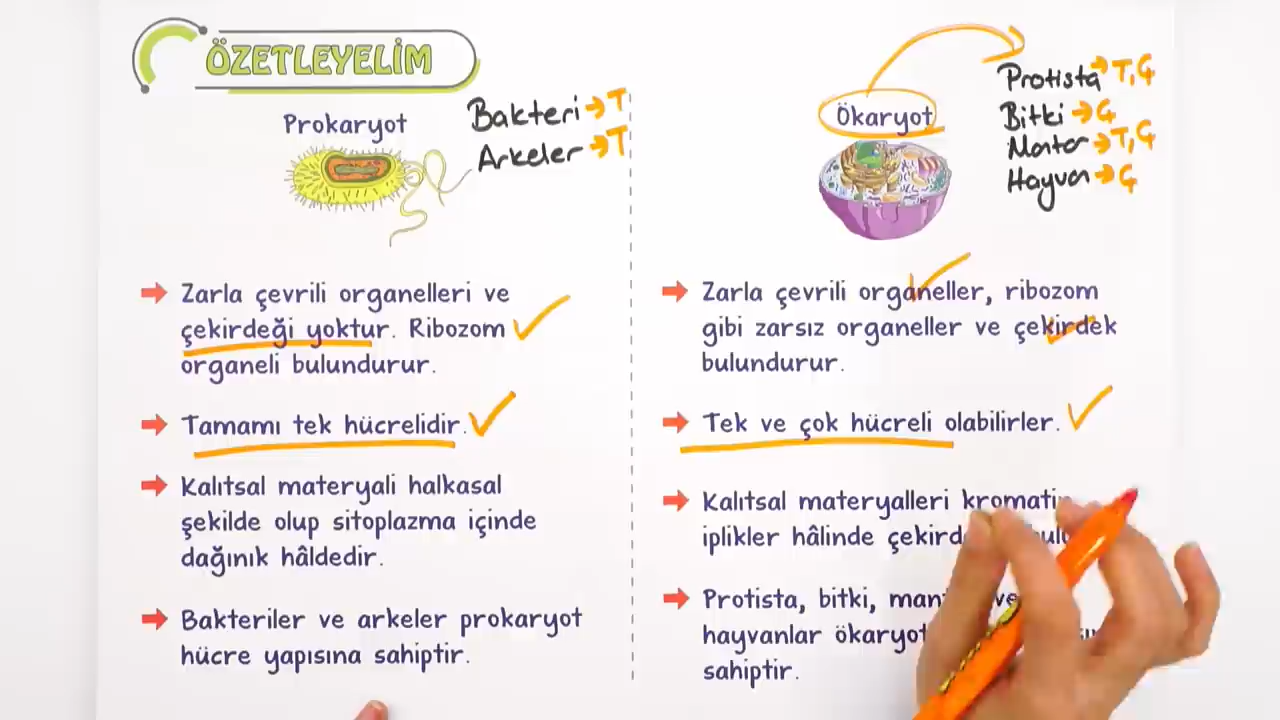 ÖZETLEYELİM
Prokaryot
Bakteri → T
Arkeler → T
Zarla çevrili organelleri ve
çekirdeği yoktur. Ribozom
organeli bulundurur.
Tamamı tek hücrelidir.
Kalıtsal materyali halkasal
şekilde olup sitoplazma içinde
dağınık hâldedir.
Bakteriler ve arkeler prokaryot
hücre yapısına sahiptir.
Ökaryot
Protista → T, Ç
Bitki → Ç
Mantar → T, Ç
Hayvan → Ç
Zarla çevrili organeller, ribozom
gibi zarsız organeller ve çekirdek
bulundurur.
Tek ve çok hücreli olabilirler.
Kalıtsal materyalleri
iplikler hâlinde
Protista, bitki,
hayvanlar
sahiptir.